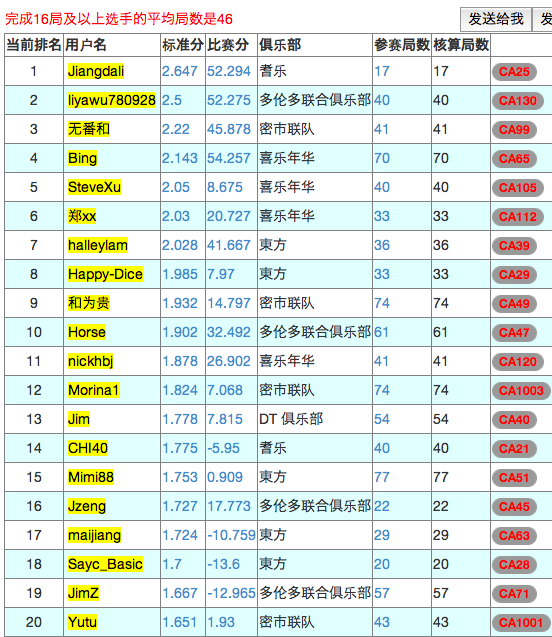 完成16局及以上选手的平均局数是46 发送给我 发
当前排名 用户名 标准分 比赛分 俱乐部 参赛局数 核算局数
1 Jiangdali 2.647 52.294 耆乐 17 17 CA25
2 liyawu780928 2.5 52.275 多伦多联合俱乐部 40 40 CA130
3 无番和 2.22 45.878 密市联队 41 41 CA99
4 Bing 2.143 54.257 喜乐年华 70 70 CA65
5 SteveXu 2.05 8.675 喜乐年华 40 40 CA105
6 郑xx 2.03 20.727 喜乐年华 33 33 CA112
7 halleylam 2.028 41.667 東方 36 36 CA39
8 Happy-Dice 1.985 7.97 東方 33 33 CA29
9 和为贵 1.932 14.797 密市联队 74 74 CA49
10 Horse 1.902 32.492 多伦多联合俱乐部 61 61 CA47
11 nickhbj 1.878 26.902 喜乐年华 41 41 CA120
12 Morina1 1.824 7.068 密市联队 74 74 CA1003
13 Jim 1.778 7.815 DT 俱乐部 54 54 CA40
14 CHI40 1.775 -5.95 耆乐 40 40 CA21
15 Mimi88 1.753 0.909 東方 77 77 CA51
16 Jzeng 1.727 17.773 多伦多联合俱乐部 22 22 CA45
17 maijiang 1.724 -10.759 東方 29 29 CA63
18 Sayc_Basic 1.7 -13.6 東方 20 20 CA28
19 JimZ 1.667 -12.965 多伦多联合俱乐部 57 57 CA71
20 Yutu 1.651 1.93 密市联队 43 43 CA1001